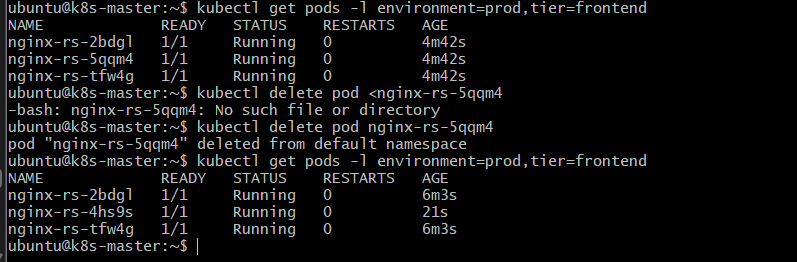 ubuntu@k8s-master:~$ kubectl get pods -l environment=prod,tier=frontend
NAME READY STATUS RESTARTS AGE
nginx-rs-2bdgl 1/1 Running 0 4m42s
nginx-rs-5qqm4 1/1 Running 0 4m42s
nginx-rs-tfw4g 1/1 Running 0 4m42s
ubuntu@k8s-master:~$ kubectl delete pod <nginx-rs-5qqm4
-bash: nginx-rs-5qqm4: No such file or directory
ubuntu@k8s-master:~$ kubectl delete pod nginx-rs-5qqm4
pod "nginx-rs-5qqm4" deleted from default namespace
ubuntu@k8s-master:~$ kubectl get pods -l environment=prod,tier=frontend
NAME READY STATUS RESTARTS AGE
nginx-rs-2bdgl 1/1 Running 0 6m3s
nginx-rs-4hs9s 1/1 Running 0 21s
nginx-rs-tfw4g 1/1 Running 0 6m3s
ubuntu@k8s-master:~$